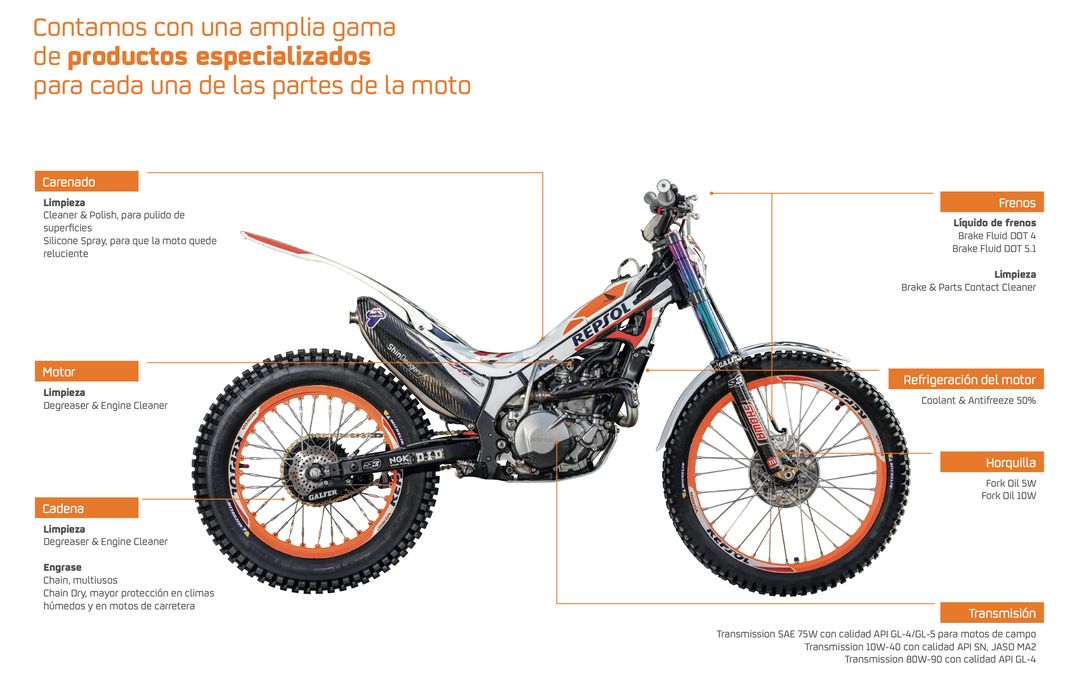 Contamos con una amplia gama
de productos especializados
para cada una de las partes de la moto
Carenado
Limpieza
Cleaner & Polish, para pulido de
superficies
Silicone Spray, para que la moto quede
reluciente
Motor
Limpieza
Degreaser & Engine Cleaner
Cadena
Limpieza
Degreaser & Engine Cleaner
Engrase
Chain, multiusos
Chain Dry, mayor protección en climas
húmedos y en motos de carretera
Frenos
Líquido de frenos
Brake Fluid DOT 4
Brake Fluid DOT 5.1
Limpieza
Brake & Parts Contact Cleaner
Refrigeración del motor
Coolant & Antifreeze 50%
Horquilla
Fork Oil 5W
Fork Oil 10W
Transmisión
Transmission SAE 75W con calidad API GL-4/GL-5 para motos de campo
Transmission 10W-40 con calidad API SN, JASO MA2
Transmission 80W-90 con calidad API GL-4
REPSOL
NGK
GALFER
MICHELIN
REPSOL